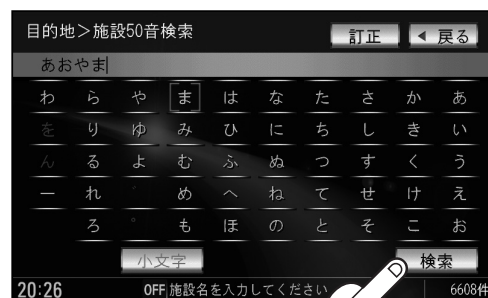 目的地＞施設50音検索 訂正 ◀ 戻る
あおやま
わ ら や ま は な た さ か あ
を り ゆ み ひ に ち し き い
ん る よ む ふ ぬ つ す く う
ー れ ゛ め へ ね て せ け え
ろ ゜ も ほ の と そ こ お
小文字 検索
20:26 OFF 施設名を入力してください 6608件